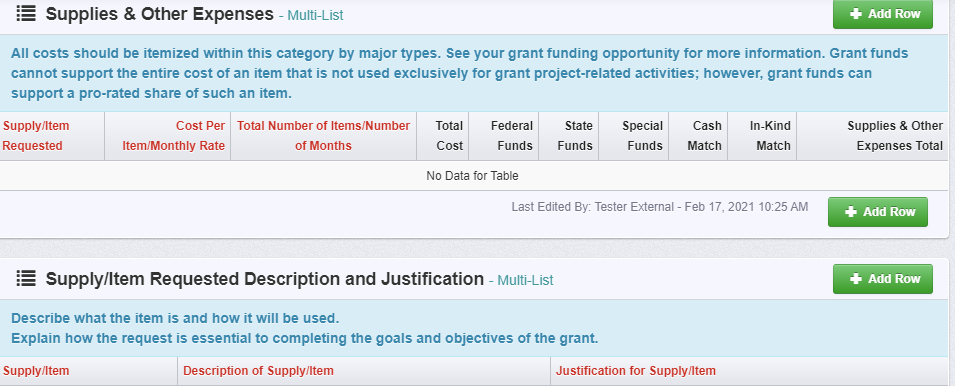 Supplies & Other Expenses - Multi-List
Add Row
All costs should be itemized within this category by major types. See your grant funding opportunity for more information. Grant funds
cannot support the entire cost of an item that is not used exclusively for grant project-related activities; however, grant funds can
support a pro-rated share of such an item.
Supply/Item Cost Per Total Number of Items/Number Total Federal State Special Cash In-Kind Supplies & Other
Requested Item/Monthly Rate of Months Cost Funds Funds Funds Match Match Expenses Total
No Data for Table
Last Edited By: Tester External - Feb 17, 2021 10:25 AM
Add Row
Supply/Item Requested Description and Justification - Multi-List
Add Row
Describe what the item is and how it will be used.
Explain how the request is essential to completing the goals and objectives of the grant.
Supply/Item Description of Supply/Item Justification for Supply/Item